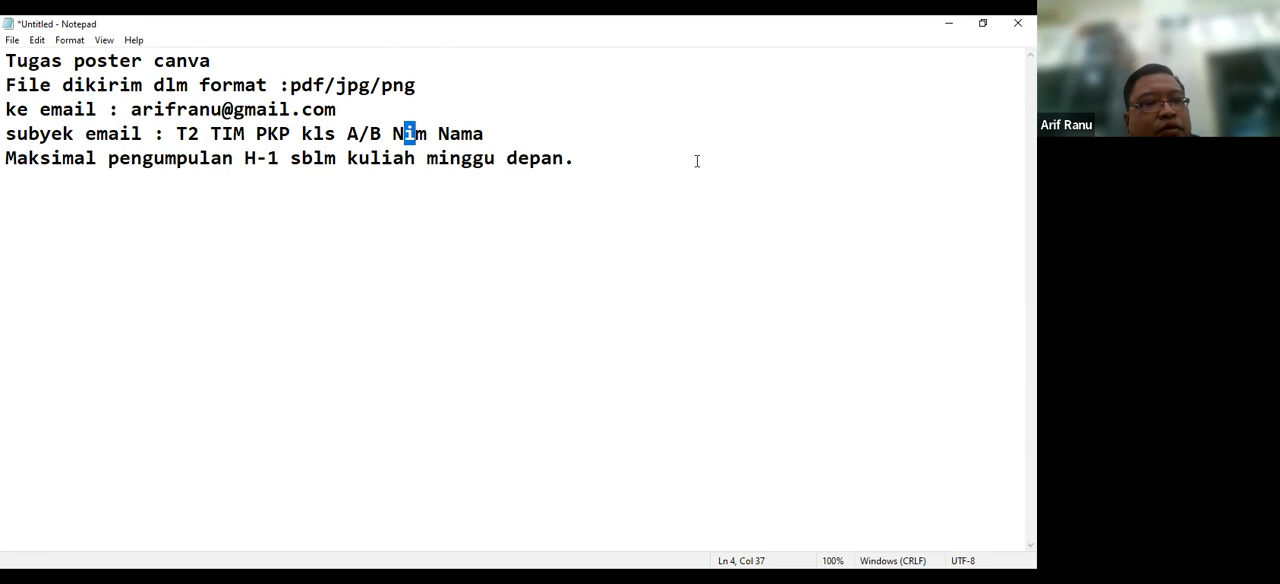 *Untitled - Notepad
File Edit Format View Help
Tugas poster canva
File dikirim dlm format :pdf/jpg/png
ke email : arifranu@gmail.com
subyek email : T2 TIM PKP kls A/B Nim Nama
Maksimal pengumpulan H-1 sblm kuliah minggu depan.
Arif Ranu
Ln 4, Col 37 100% Windows (CRLF) UTF-8